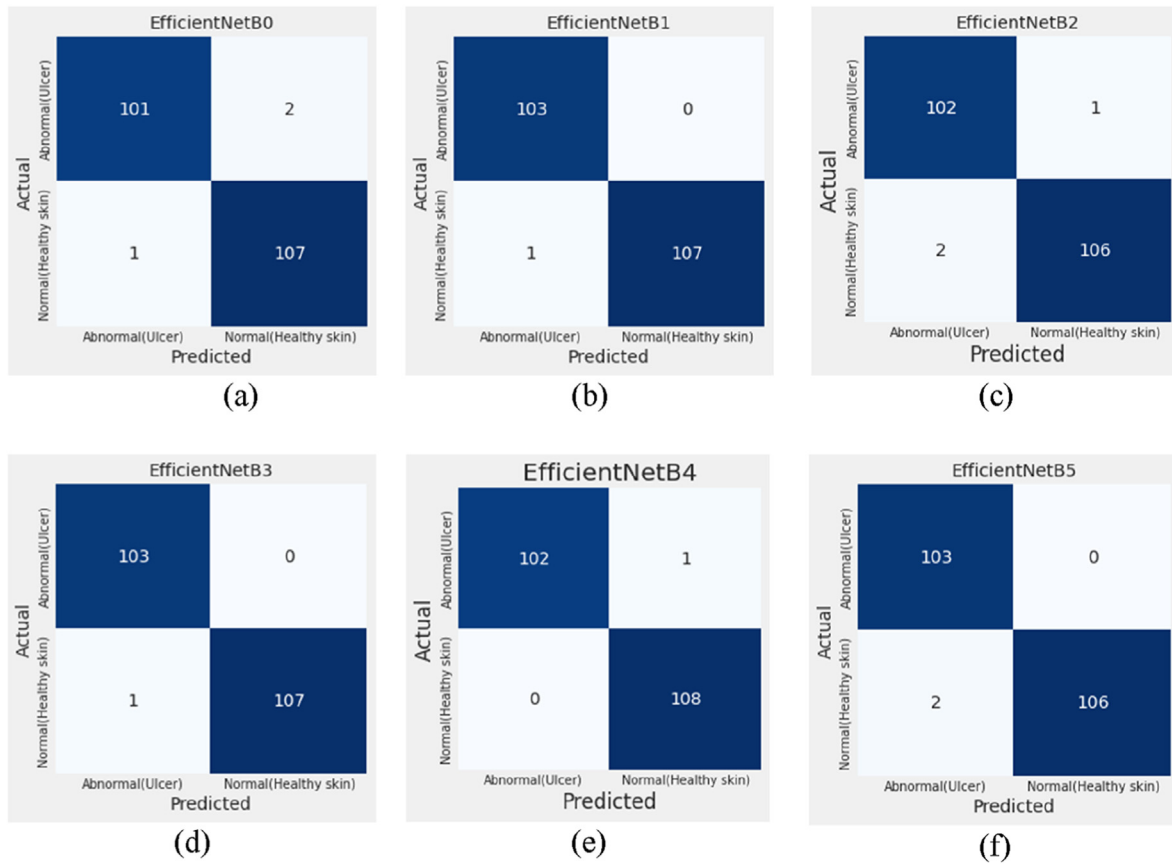 EfficientNetB0
Actual
Abnormal(Ulcer)
Normal(Healthy skin)
101 2
1 107
Abnormal(Ulcer) Normal(Healthy skin)
Predicted
(a)
EfficientNetB1
Actual
Abnormal(Ulcer)
Normal(Healthy skin)
103 0
1 107
Abnormal(Ulcer) Normal(Healthy skin)
Predicted
(b)
EfficientNetB2
Actual
Abnormal(Ulcer)
Normal(Healthy skin)
102 1
2 106
Abnormal(Ulcer) Normal(Healthy skin)
Predicted
(c)
EfficientNetB3
Actual
Abnormal(Ulcer)
Normal(Healthy skin)
103 0
1 107
Abnormal(Ulcer) Normal(Healthy skin)
Predicted
(d)
EfficientNetB4
Actual
Abnormal(Ulcer)
Normal(Healthy skin)
102 1
0 108
Abnormal(Ulcer) Normal(Healthy skin)
Predicted
(e)
EfficientNetB5
Actual
Abnormal(Ulcer)
Normal(Healthy skin)
103 0
2 106
Abnormal(Ulcer) Normal(Healthy skin)
Predicted
(f)